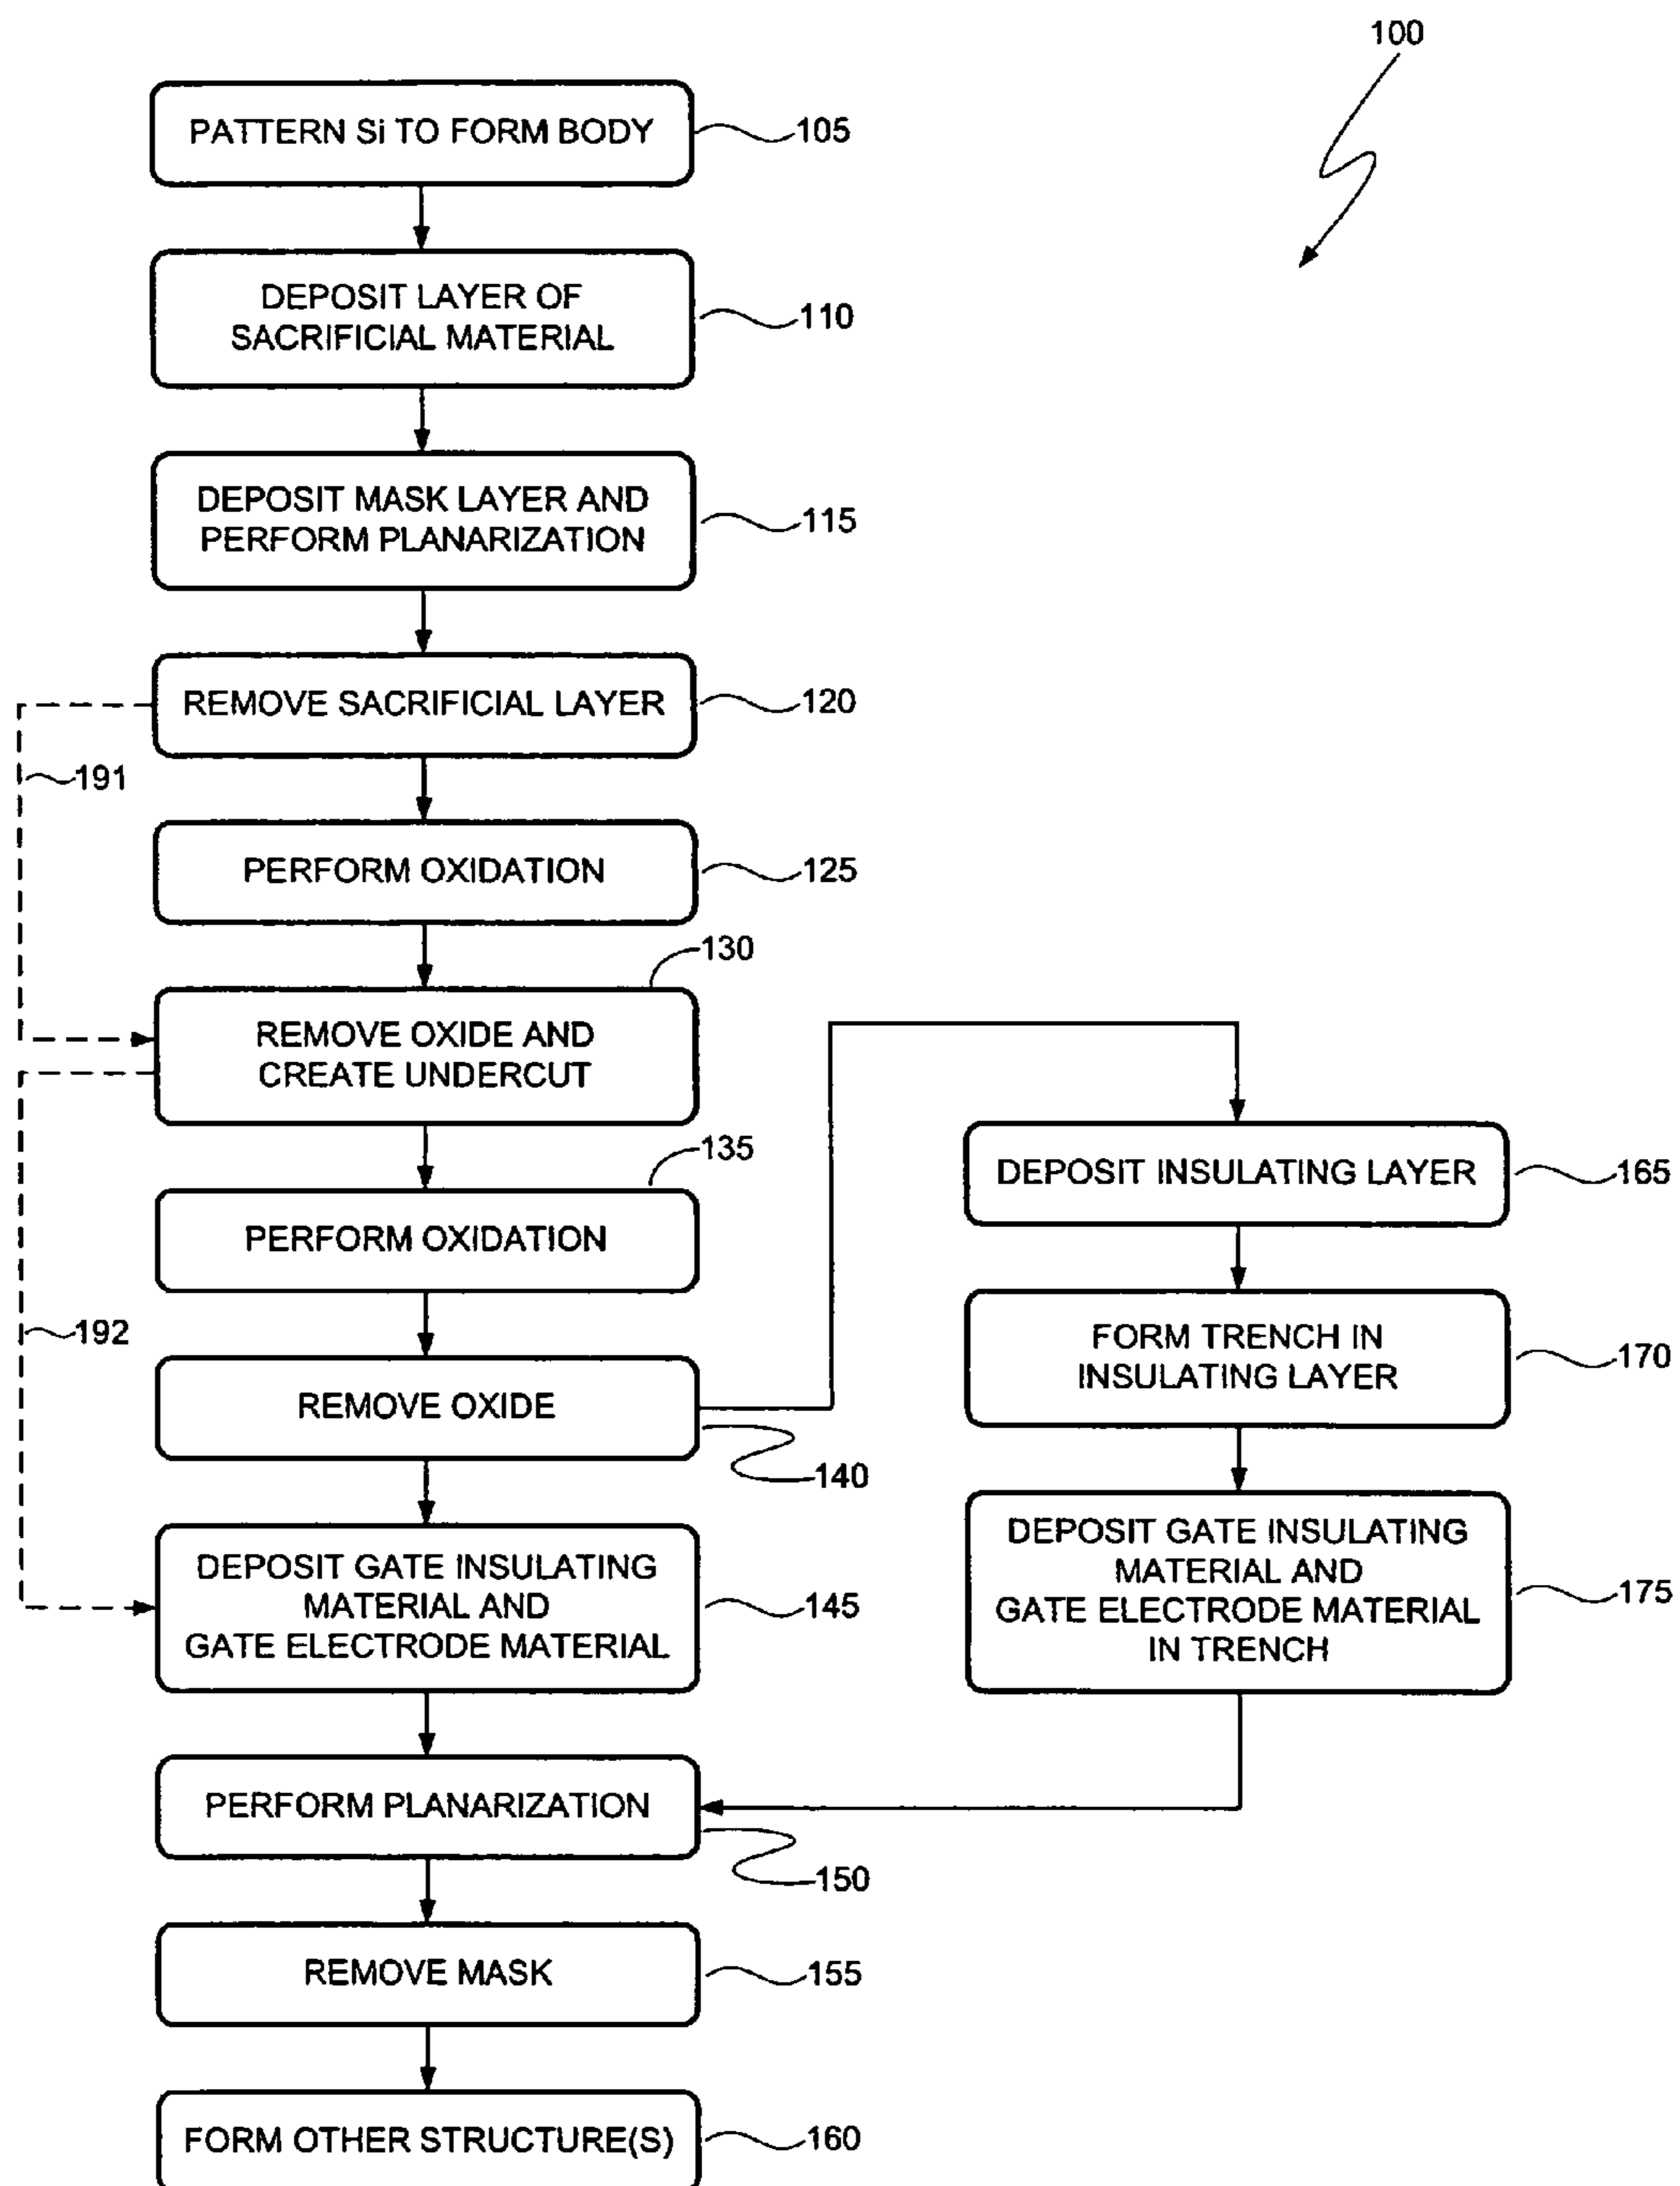 100
PATTERN Si TO FORM BODY
105
DEPOSIT LAYER OF
SACRIFICIAL MATERIAL
110
DEPOSIT MASK LAYER AND
PERFORM PLANARIZATION
115
REMOVE SACRIFICIAL LAYER
120
191
PERFORM OXIDATION
125
130
REMOVE OXIDE AND
CREATE UNDERCUT
135
PERFORM OXIDATION
192
REMOVE OXIDE
140
DEPOSIT GATE INSULATING
MATERIAL AND
GATE ELECTRODE MATERIAL
145
DEPOSIT INSULATING LAYER
165
FORM TRENCH IN
INSULATING LAYER
170
DEPOSIT GATE INSULATING
MATERIAL AND
GATE ELECTRODE MATERIAL
IN TRENCH
175
PERFORM PLANARIZATION
150
REMOVE MASK
155
FORM OTHER STRUCTURE(S)
160